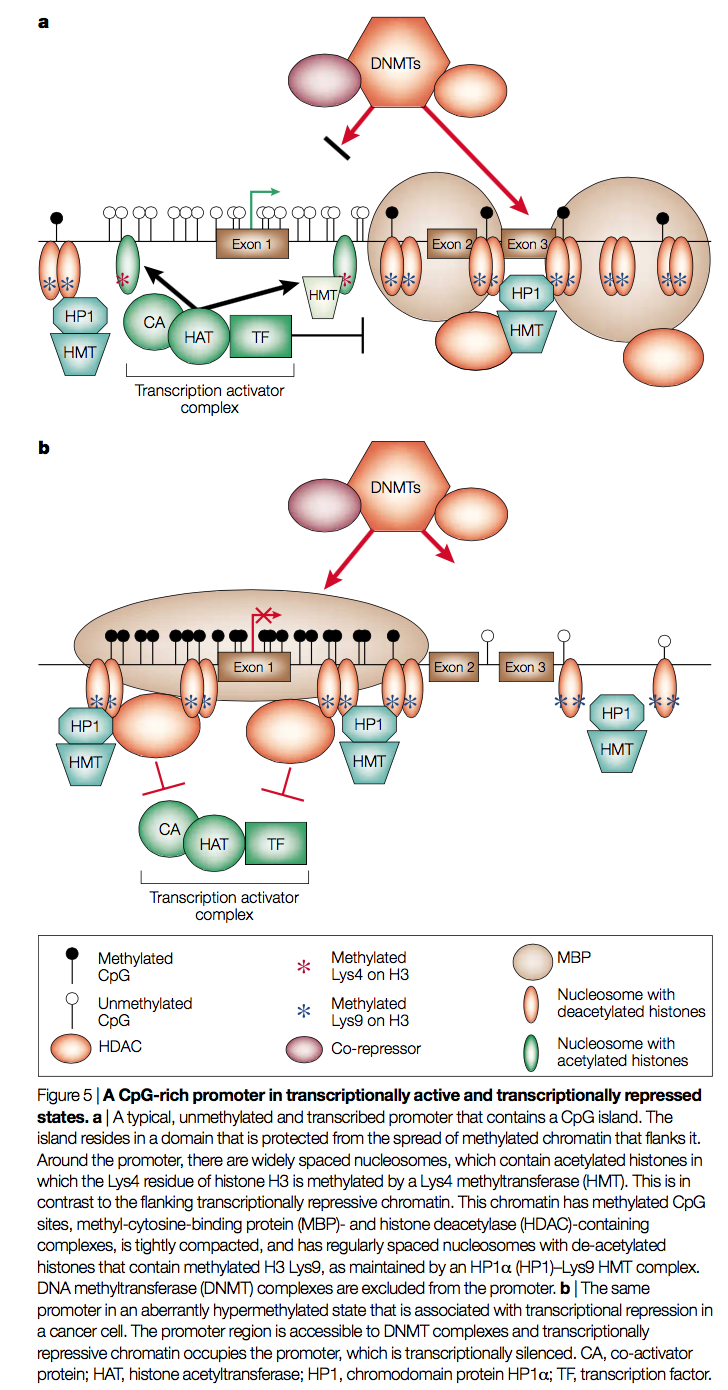 a
DNMTs
Exon 1
Exon 2
Exon 3
*
*
* *
* *
* *
* *
* *
* *
HP1
HMT
HMT
CA
HAT
TF
HP1
HMT
Transcription activator
complex
b
DNMTs
Exon 1
Exon 2
Exon 3
* *
* *
* *
* *
* *
* *
HP1
HMT
HP1
HMT
HP1
HMT
CA
HAT
TF
Transcription activator
complex
Methylated
CpG
* Methylated
Lys4 on H3
MBP
Unmethylated
CpG
* Methylated
Lys9 on H3
Nucleosome with
deacetylated histones
HDAC
Co-repressor
Nucleosome with
acetylated histones
Figure 5 | A CpG-rich promoter in transcriptionally active and transcriptionally repressed
states. a | A typical, unmethylated and transcribed promoter that contains a CpG island. The
island resides in a domain that is protected from the spread of methylated chromatin that flanks it.
Around the promoter, there are widely spaced nucleosomes, which contain acetylated histones in
which the Lys4 residue of histone H3 is methylated by a Lys4 methyltransferase (HMT). This is in
contrast to the flanking transcriptionally repressive chromatin. This chromatin has methylated CpG
sites, methyl-cytosine-binding protein (MBP)- and histone deacetylase (HDAC)-containing
complexes, is tightly compacted, and has regularly spaced nucleosomes with de-acetylated
histones that contain methylated H3 Lys9, as maintained by an HP1α (HP1)–Lys9 HMT complex.
DNA methyltransferase (DNMT) complexes are excluded from the promoter. b | The same
promoter in an aberrantly hypermethylated state that is associated with transcriptional repression in
a cancer cell. The promoter region is accessible to DNMT complexes and transcriptionally
repressive chromatin occupies the promoter, which is transcriptionally silenced. CA, co-activator
protein; HAT, histone acetyltransferase; HP1, chromodomain protein HP1α; TF, transcription factor.